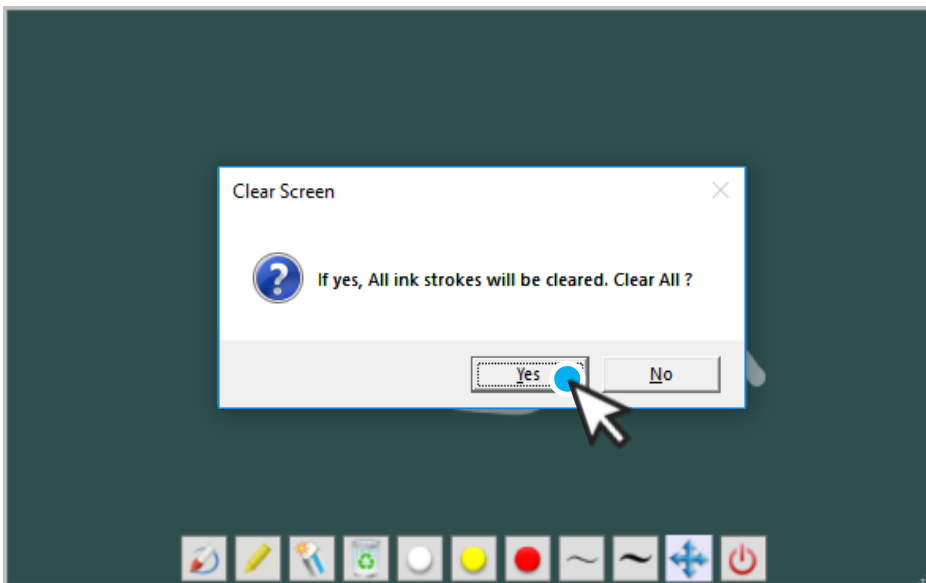 Clear Screen
If yes, All ink strokes will be cleared. Clear All ?
Yes
No